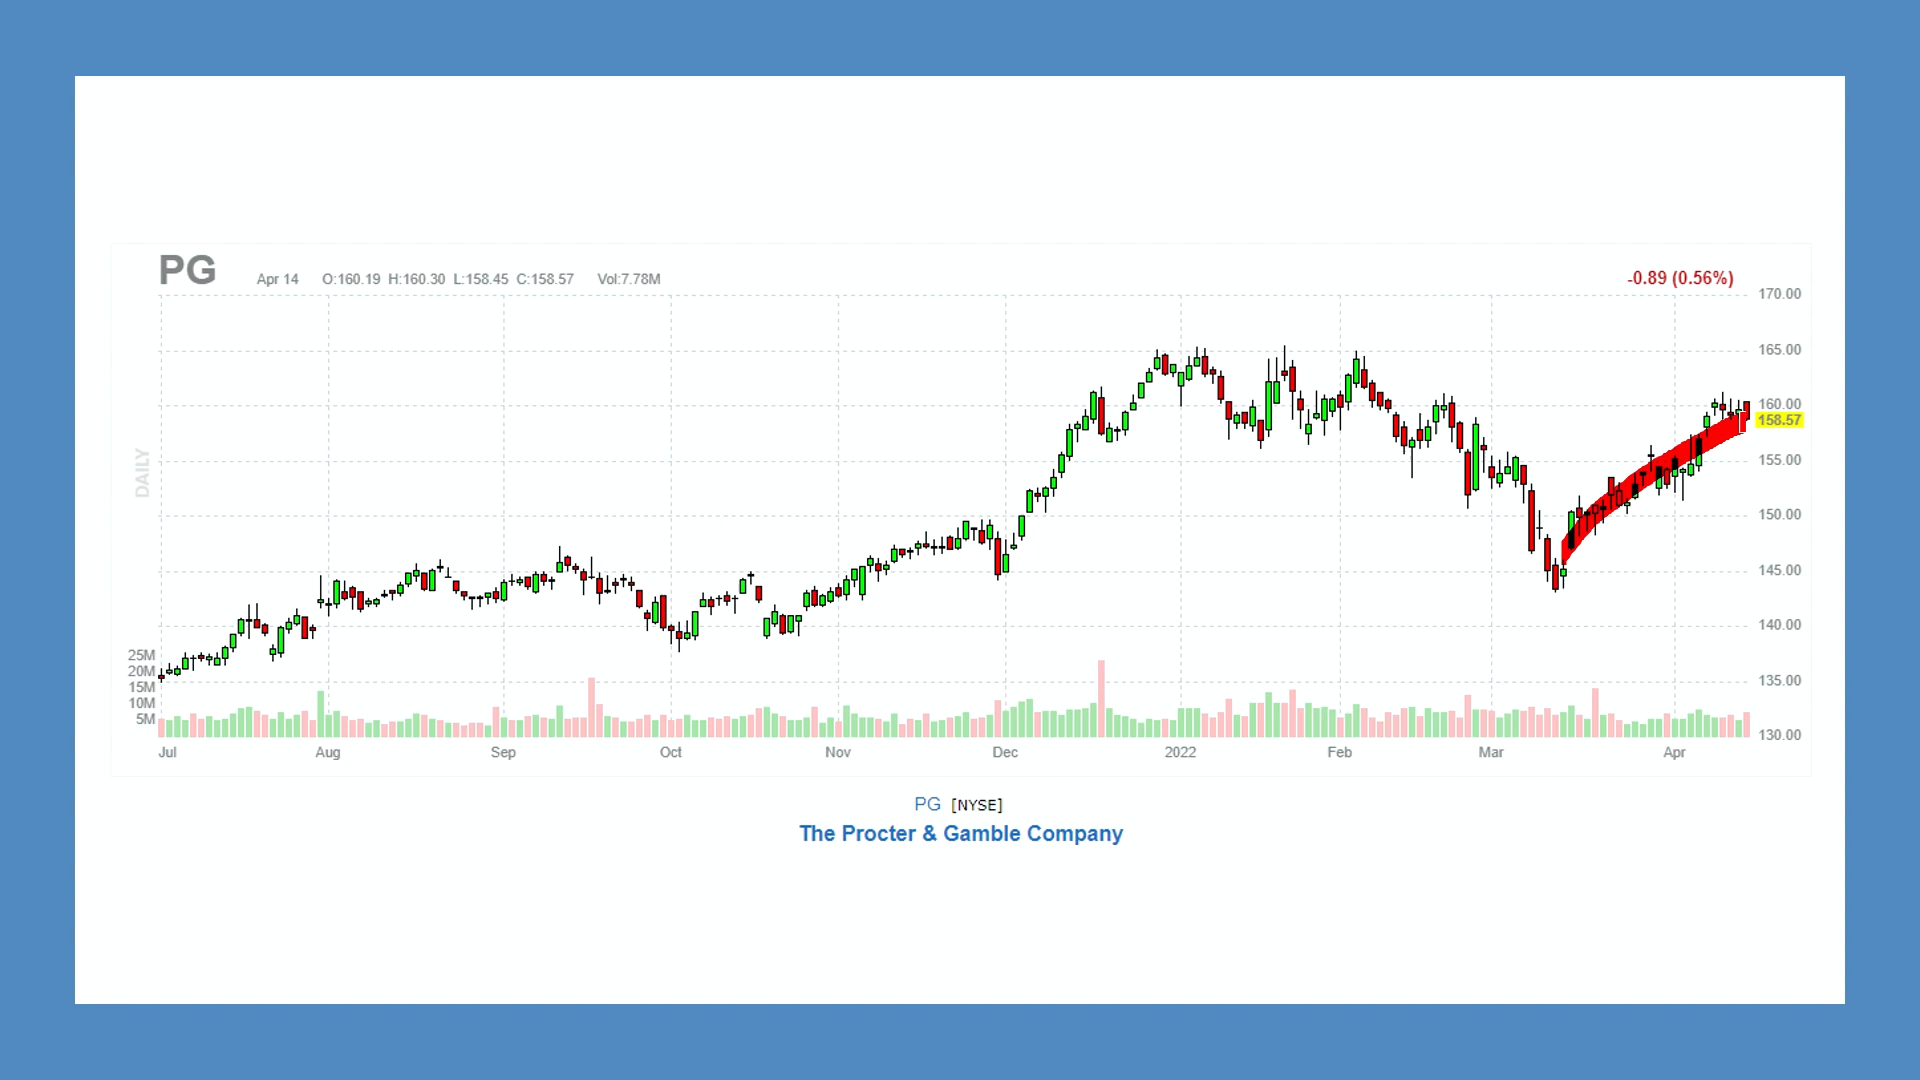 PG Apr 14 O:160.19 H:160.30 L:158.45 C:158.57 Vol:7.78M -0.89 (0.56%)
170.00
165.00
160.00
158.57
155.00
DAILY
150.00
145.00
140.00
25M
20M
15M
135.00
10M
5M
130.00
Jul Aug Sep Oct Nov Dec 2022 Feb Mar Apr
PG [NYSE]
The Procter & Gamble Company